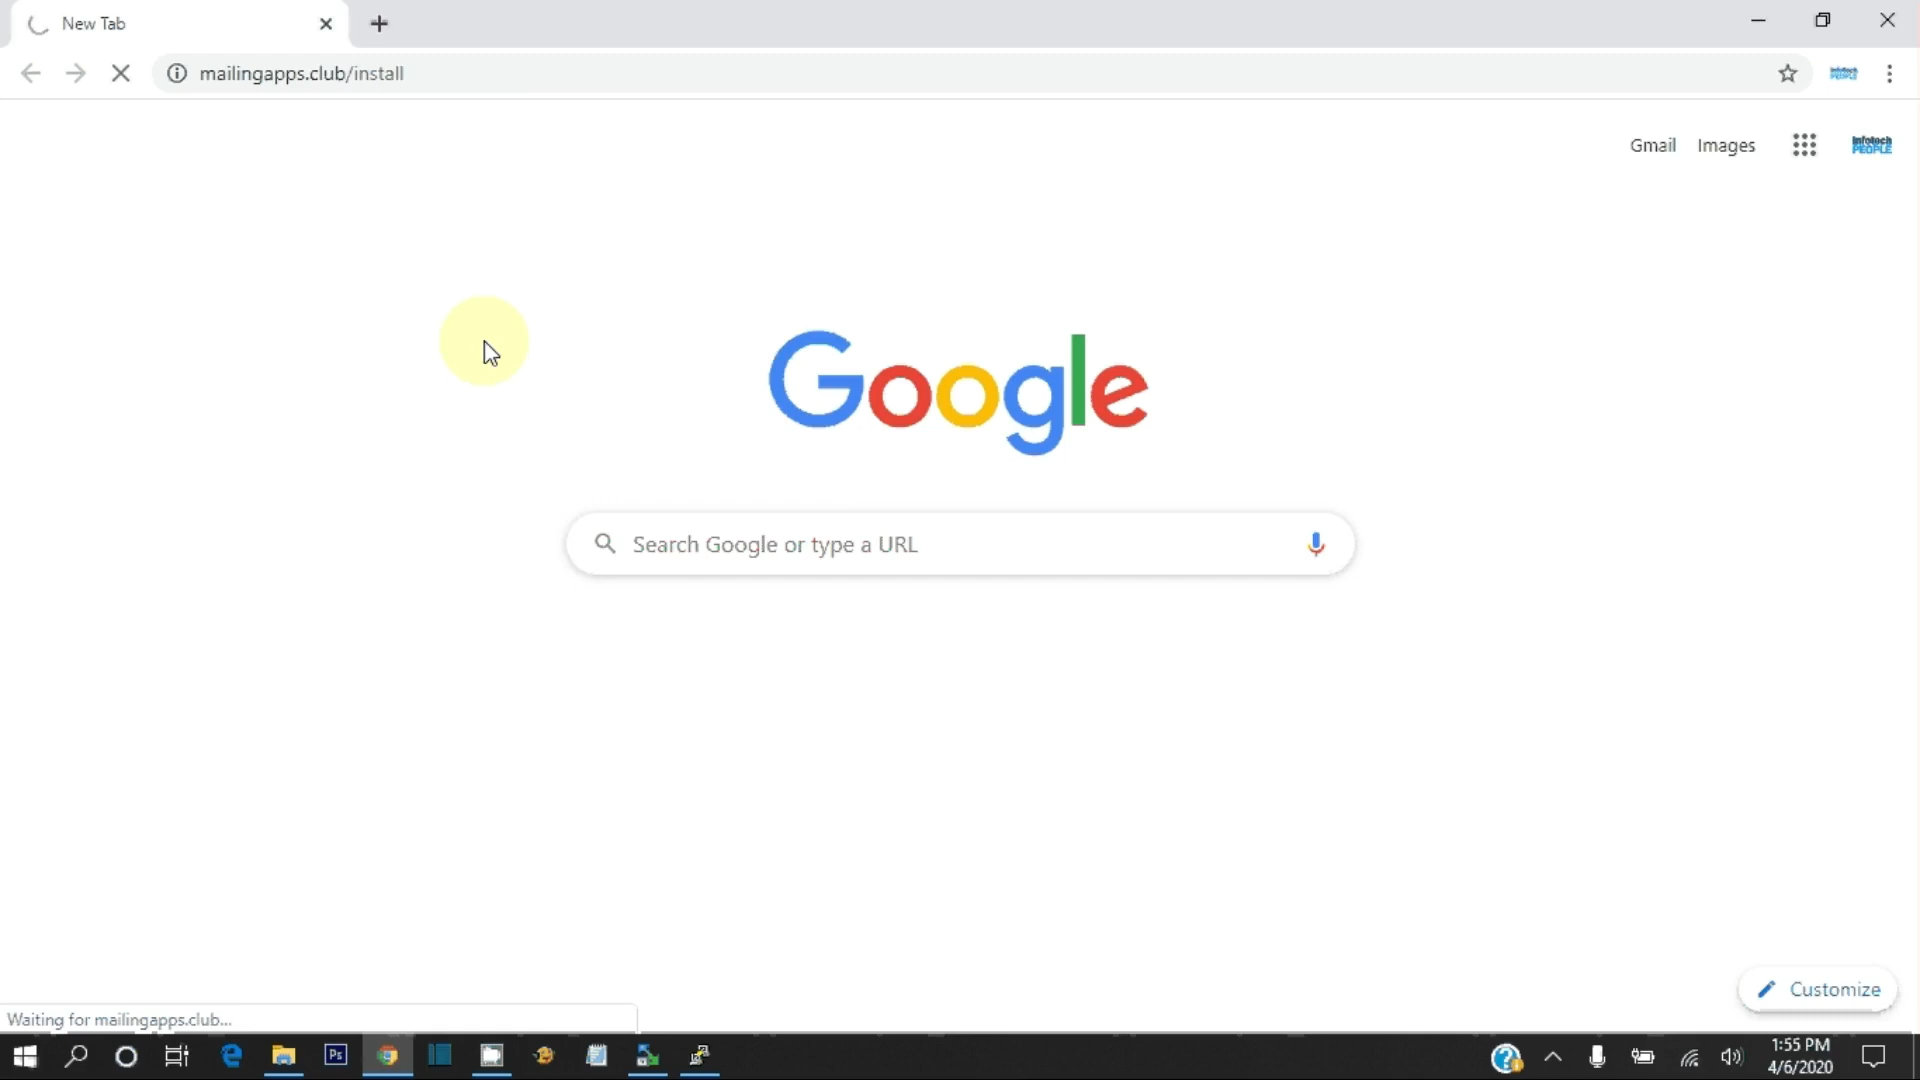 New Tab
mailingapps.club/install
Gmail Images
infotech
PEOPLE
Google
Search Google or type a URL
Customize
Waiting for mailingapps.club...
Ps
1:55 PM
4/6/2020